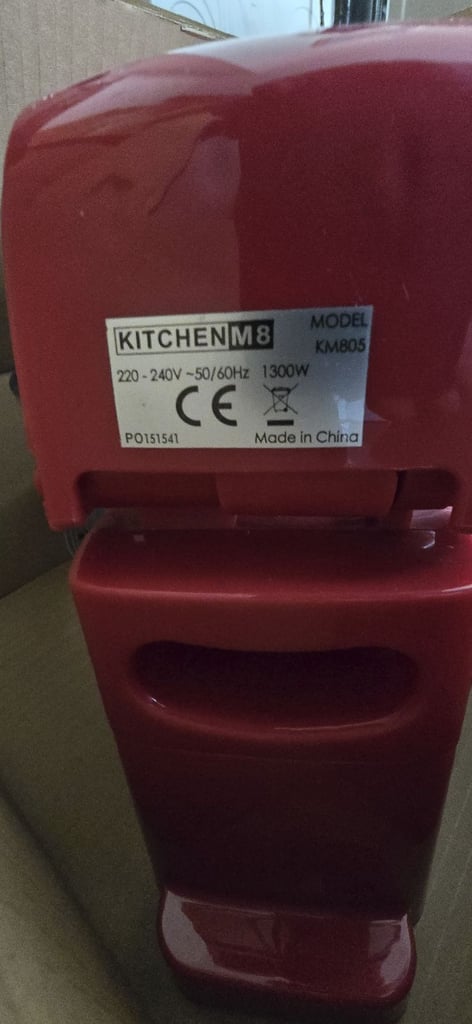 KITCHENM8
MODEL
KM805
220 - 240V ~50/60Hz 1300W
CE
PO151541
Made in China